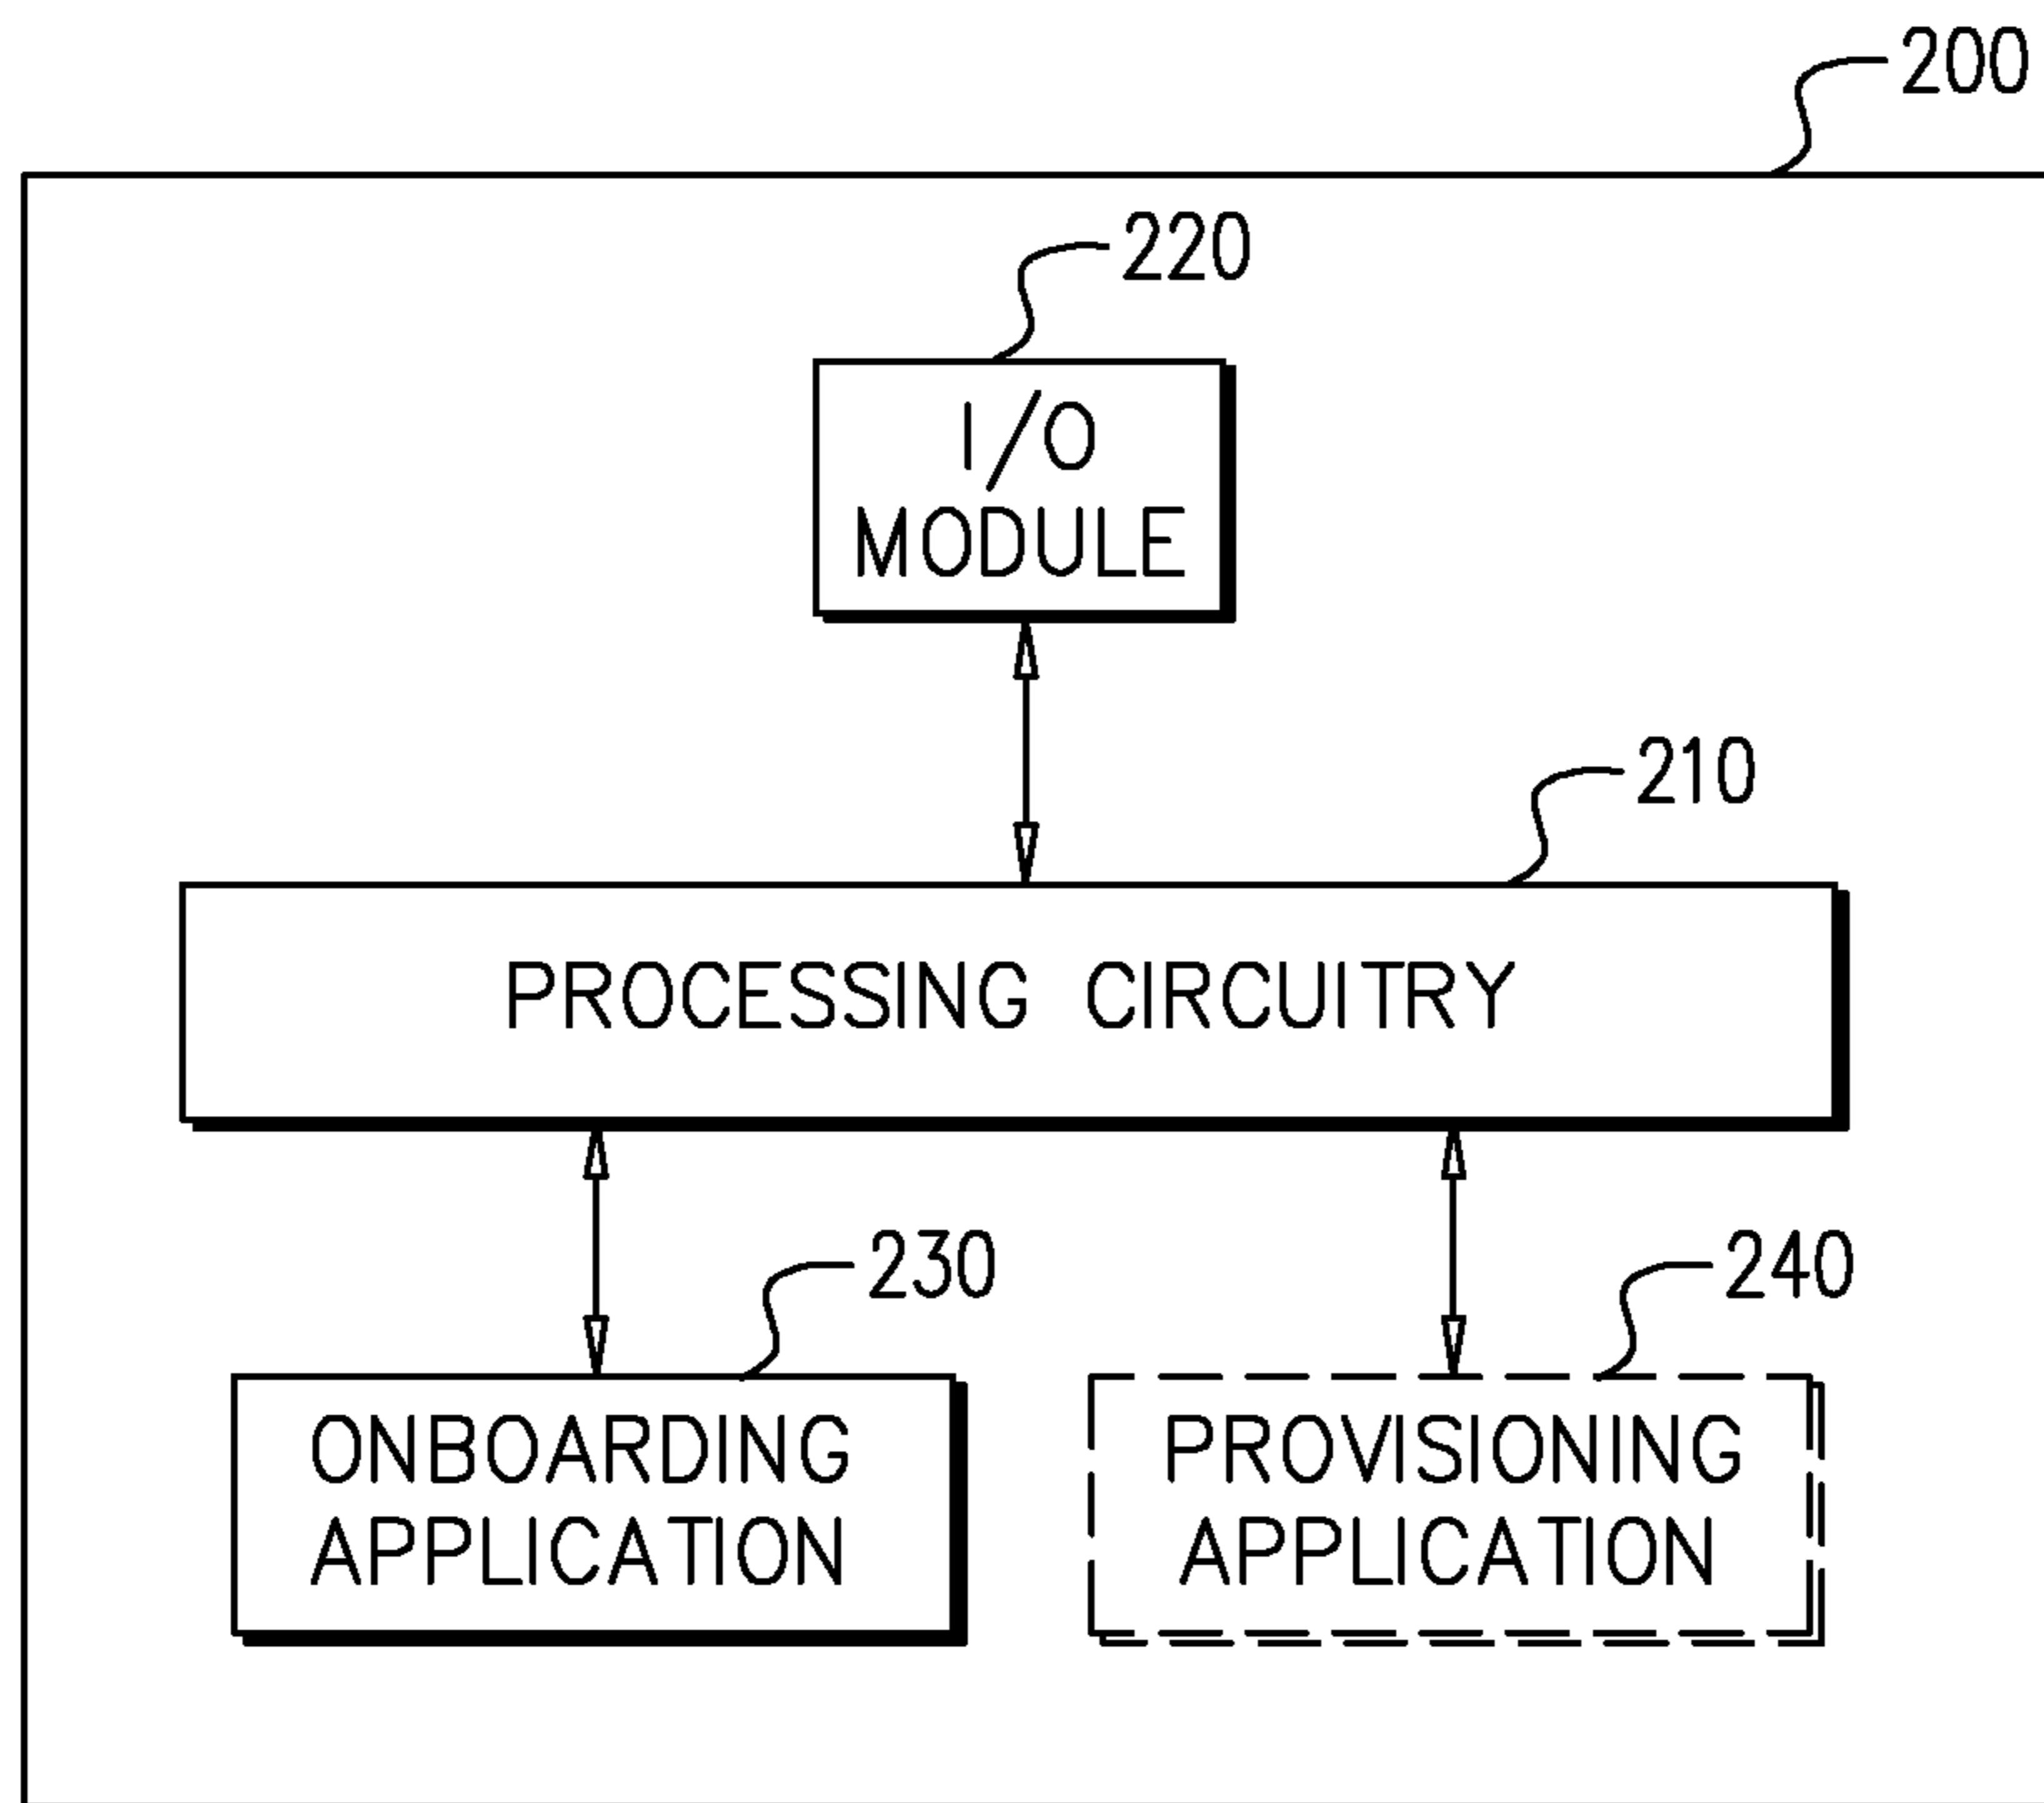 200
220
I/O
MODULE
210
PROCESSING CIRCUITRY
230
240
ONBOARDING
APPLICATION
PROVISIONING
APPLICATION